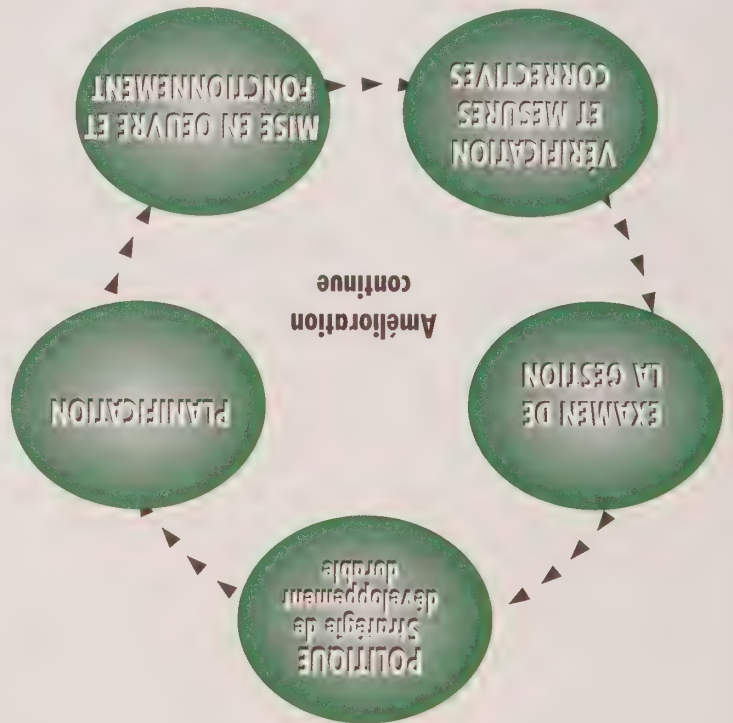 POLITIQUE
Stratégie de
développement
durable
PLANIFICATION
MISE EN OEUVRE ET
FONCTIONNEMENT
VÉRIFICATION
ET MESURES
CORRECTIVES
EXAMEN DE
LA GESTION
Amélioration
continue